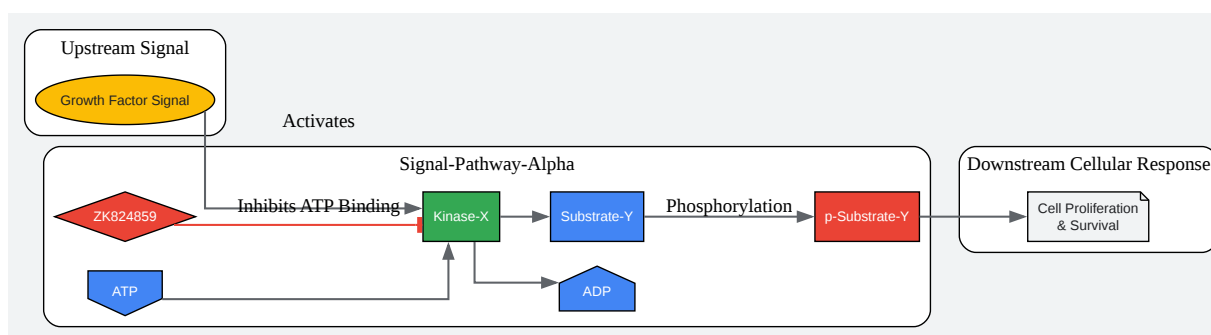 Upstream Signal
Growth Factor Signal
Activates
Signal-Pathway-Alpha
Downstream Cellular Response
ZK824859
Inhibits ATP Binding
Kinase-X
Substrate-Y
Phosphorylation
p-Substrate-Y
Cell Proliferation
& Survival
ATP
ADP